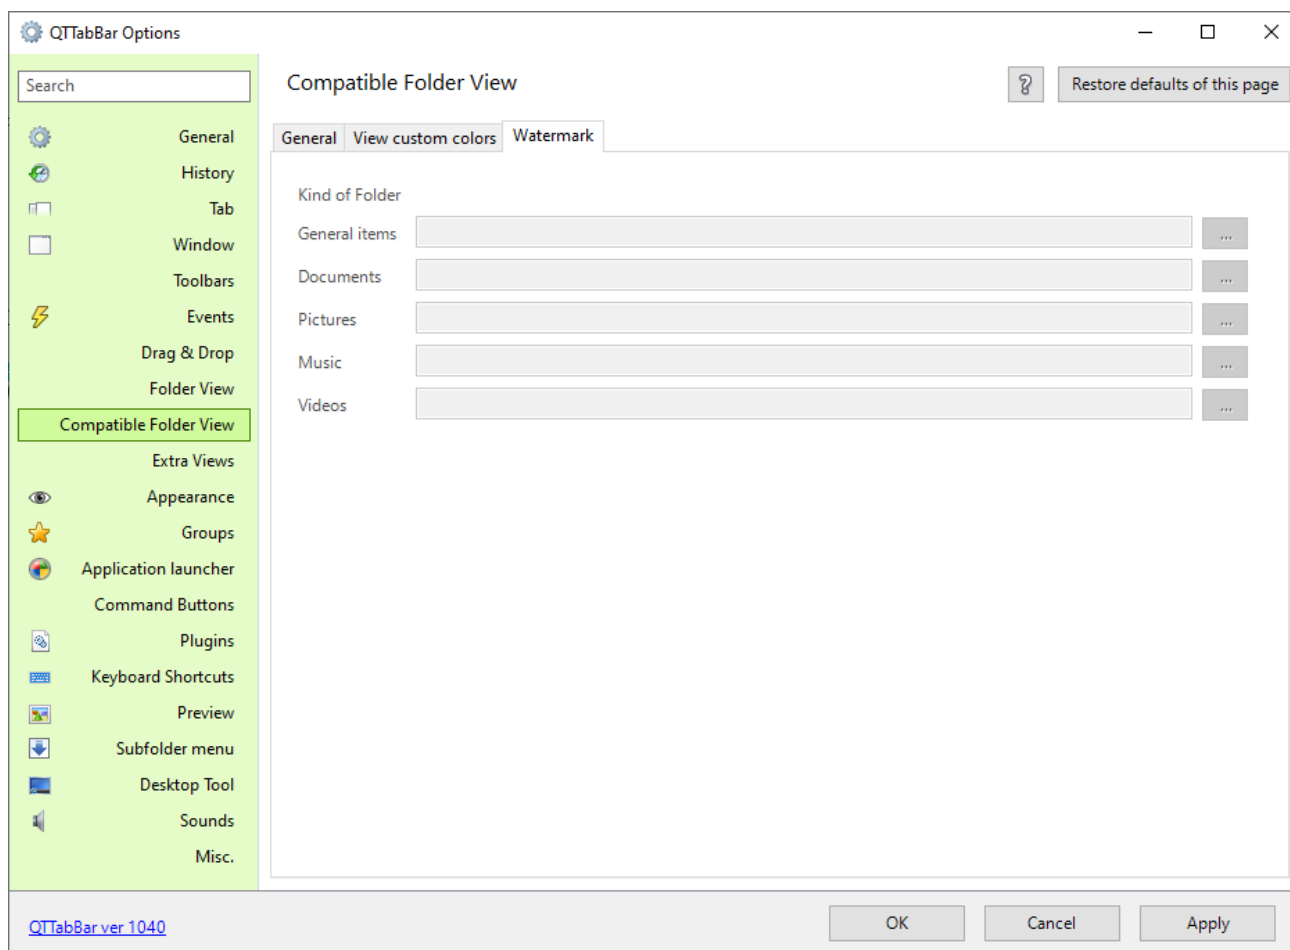 QTTabBar Options
Search
General
History
Tab
Window
Toolbars
Events
Drag & Drop
Folder View
Compatible Folder View
Extra Views
Appearance
Groups
Application launcher
Command Buttons
Plugins
Keyboard Shortcuts
Preview
Subfolder menu
Desktop Tool
Sounds
Misc.
QTTabBar ver 1040
Compatible Folder View
? Restore defaults of this page
General View custom colors Watermark
Kind of Folder
General items ...
Documents ...
Pictures ...
Music ...
Videos ...
OK Cancel Apply